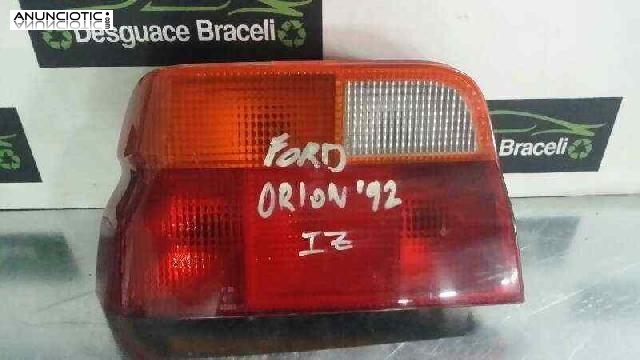 ANUNCIOTIC
Desguace Braceli
Braceli
FORD
ORION '92
IZ